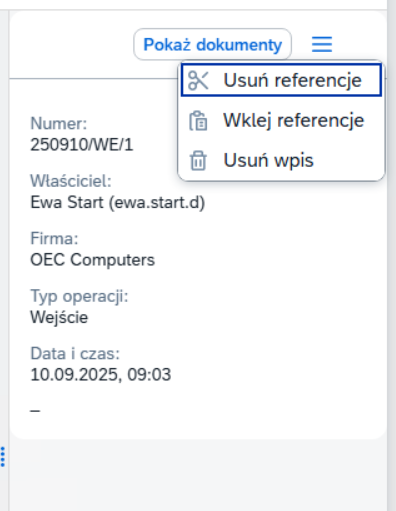 Pokaż dokumenty
Usuń referencje
Wklej referencje
Usuń wpis
Numer:
250910/WE/1
Właściciel:
Ewa Start (ewa.start.d)
Firma:
OEC Computers
Typ operacji:
Wejście
Data i czas:
10.09.2025, 09:03
–